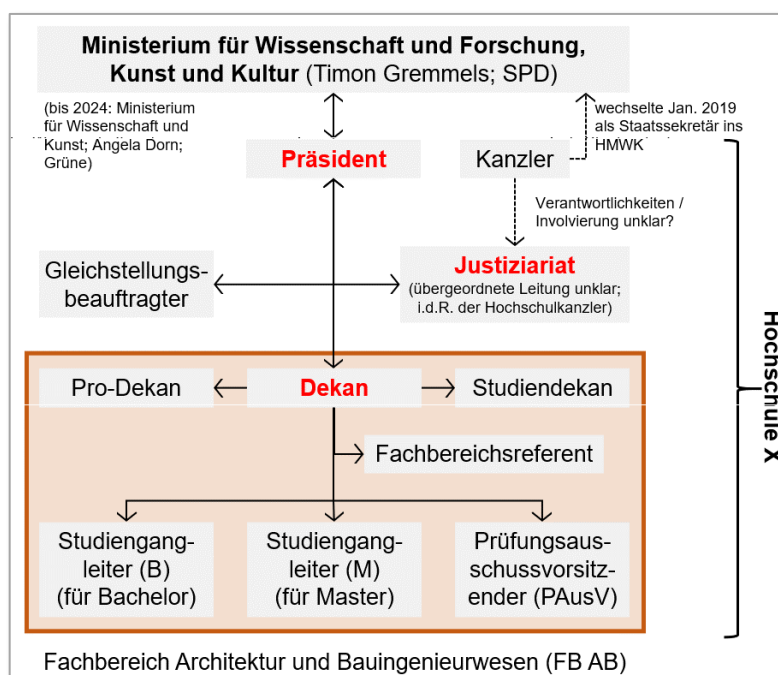 Ministerium für Wissenschaft und Forschung,
Kunst und Kultur (Timon Gremmels; SPD)
(bis 2024: Ministerium
für Wissenschaft und
Kunst; Angela Dorn;
Grüne)
wechselte Jan. 2019
als Staatssekretär ins
HMWK
Präsident
Kanzler
Verantwortlichkeiten /
Involvierung unklar?
Gleichstellungs-
beauftragter
Justiziariat
(übergeordnete Leitung unklar;
i.d.R. der Hochschulkanzler)
Hochschule X
Pro-Dekan
Dekan
Studiendekan
Fachbereichsreferent
Studiengang-
leiter (B)
(für Bachelor)
Studiengang-
leiter (M)
(für Master)
Prüfungsaus-
schussvorsitz-
ender (PAusV)
Fachbereich Architektur und Bauingenieurwesen (FB AB)